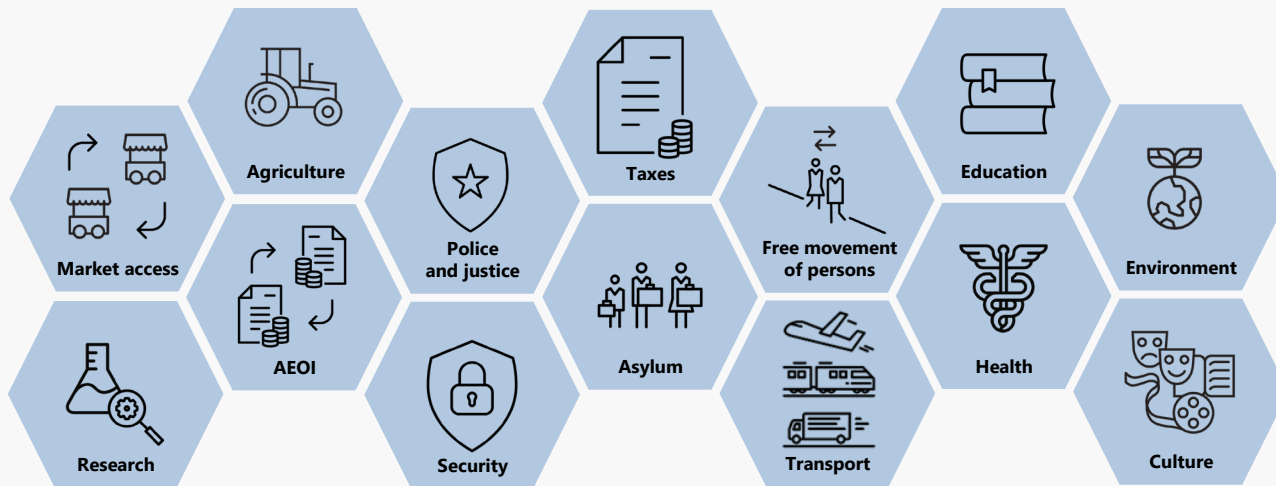 Agriculture
Taxes
Education
Market access
Police
and justice
Free movement
of persons
Environment
AEOI
Asylum
Health
Research
Security
Transport
Culture